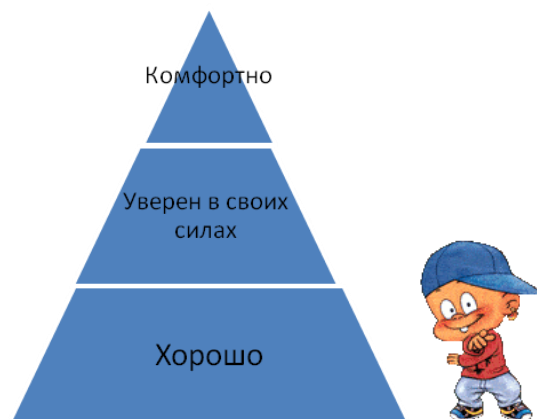 Комфортно
Уверен в своих
силах
Хорошо